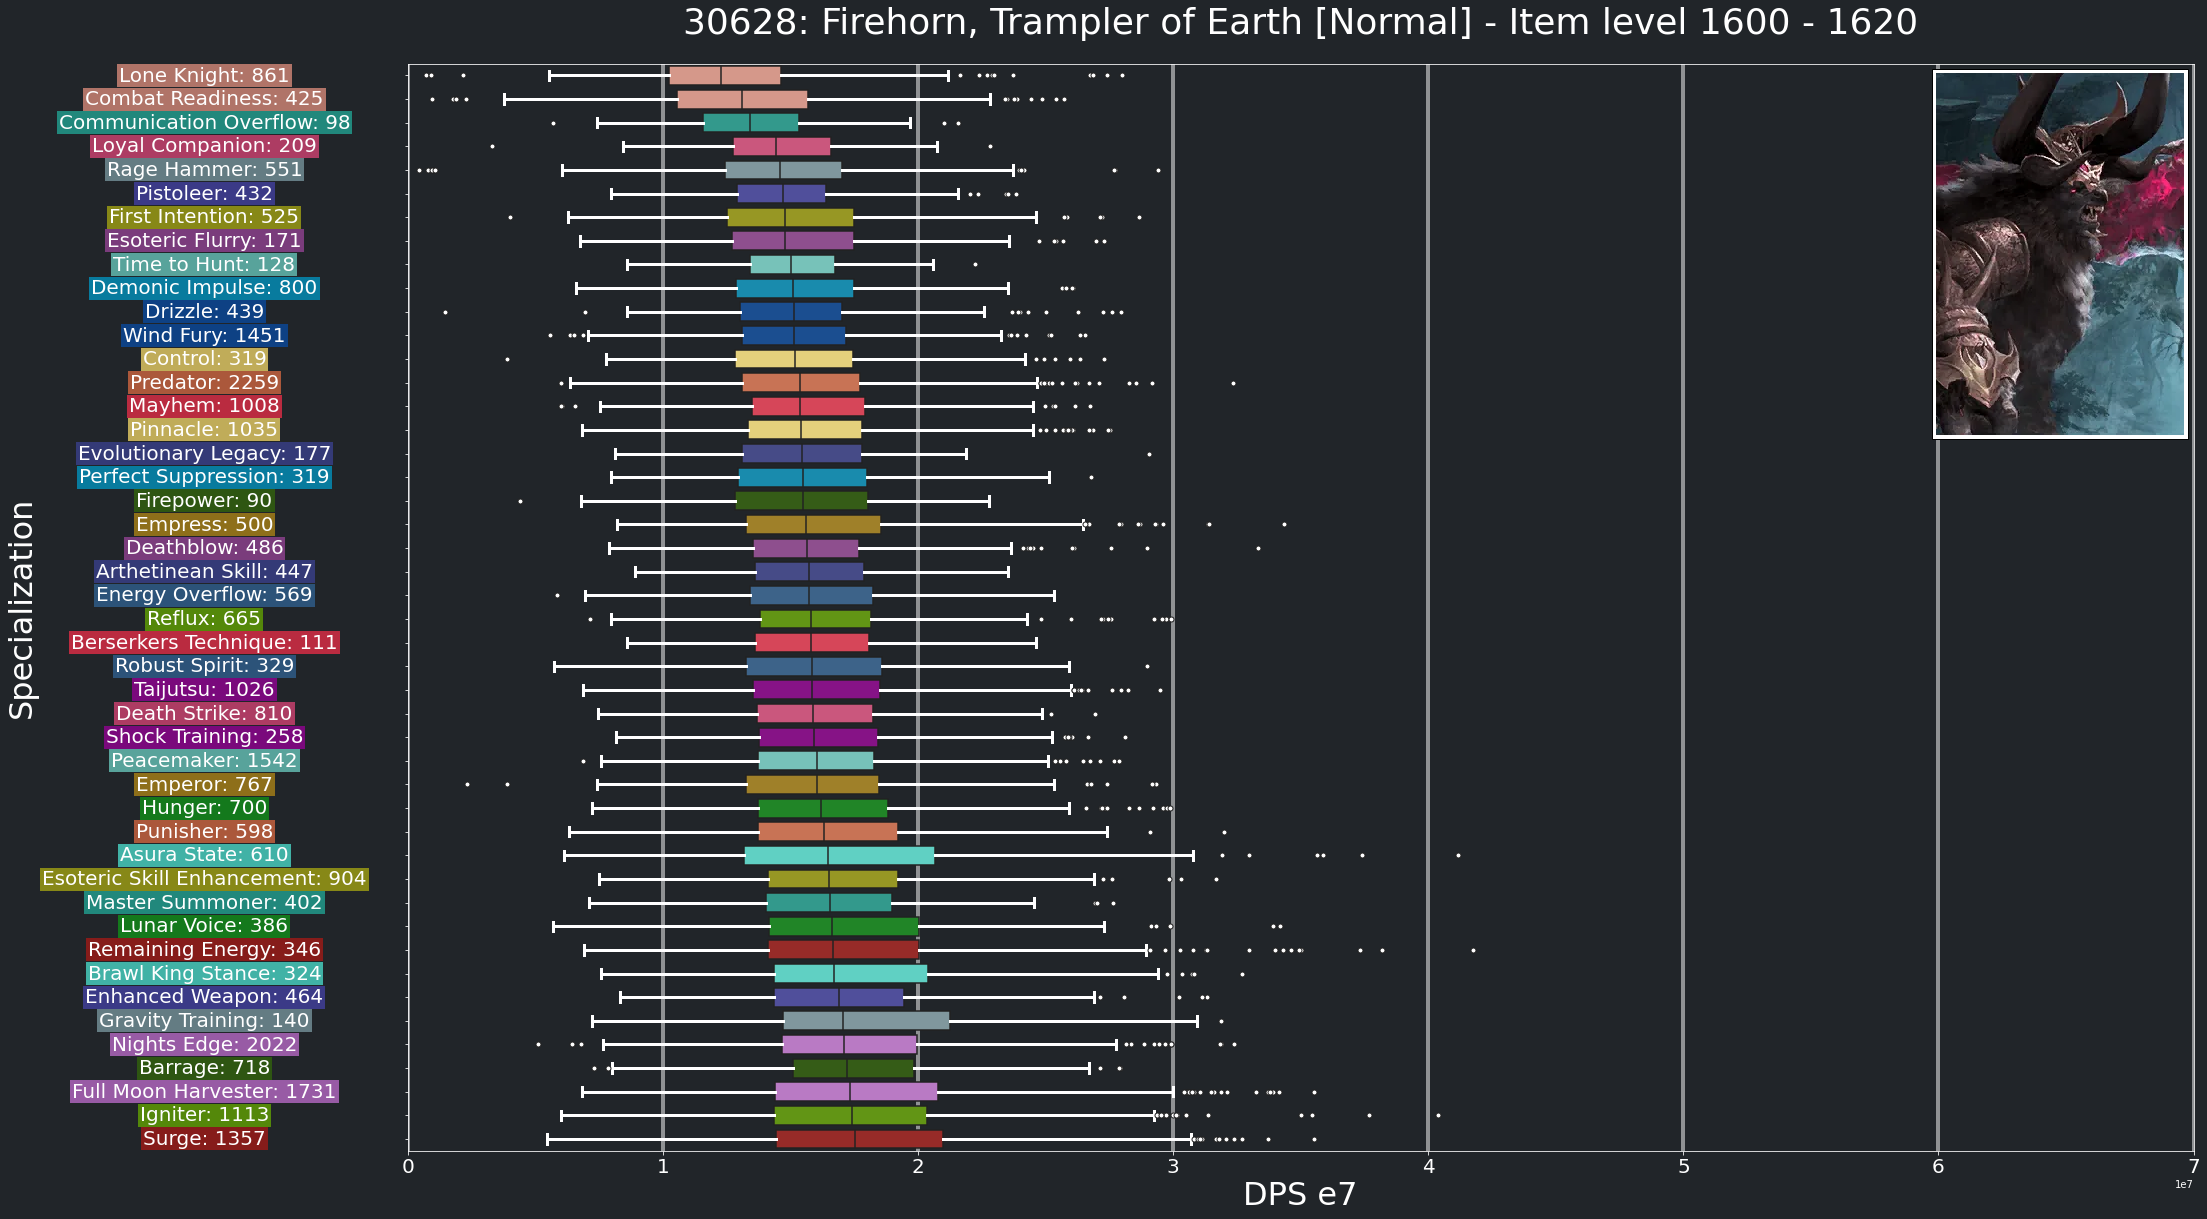 30628: Firehorn, Trampler of Earth [Normal] - Item level 1600 - 1620
Lone Knight: 861
Combat Readiness: 425
Communication Overflow: 98
Loyal Companion: 209
Rage Hammer: 551
Pistoleer: 432
First Intention: 525
Esoteric Flurry: 171
Time to Hunt: 128
Demonic Impulse: 800
Drizzle: 439
Wind Fury: 1451
Control: 319
Predator: 2259
Mayhem: 1008
Pinnacle: 1035
Evolutionary Legacy: 177
Perfect Suppression: 319
Firepower: 90
Empress: 500
Deathblow: 486
Arthetinean Skill: 447
Energy Overflow: 569
Reflux: 665
Berserkers Technique: 111
Robust Spirit: 329
Taijutsu: 1026
Death Strike: 810
Shock Training: 258
Peacemaker: 1542
Emperor: 767
Hunger: 700
Punisher: 598
Asura State: 610
Esoteric Skill Enhancement: 904
Master Summoner: 402
Lunar Voice: 386
Remaining Energy: 346
Brawl King Stance: 324
Enhanced Weapon: 464
Gravity Training: 140
Nights Edge: 2022
Barrage: 718
Full Moon Harvester: 1731
Igniter: 1113
Surge: 1357
Specialization
0 1 2 3 4 5 6 7
1e7
DPS e7